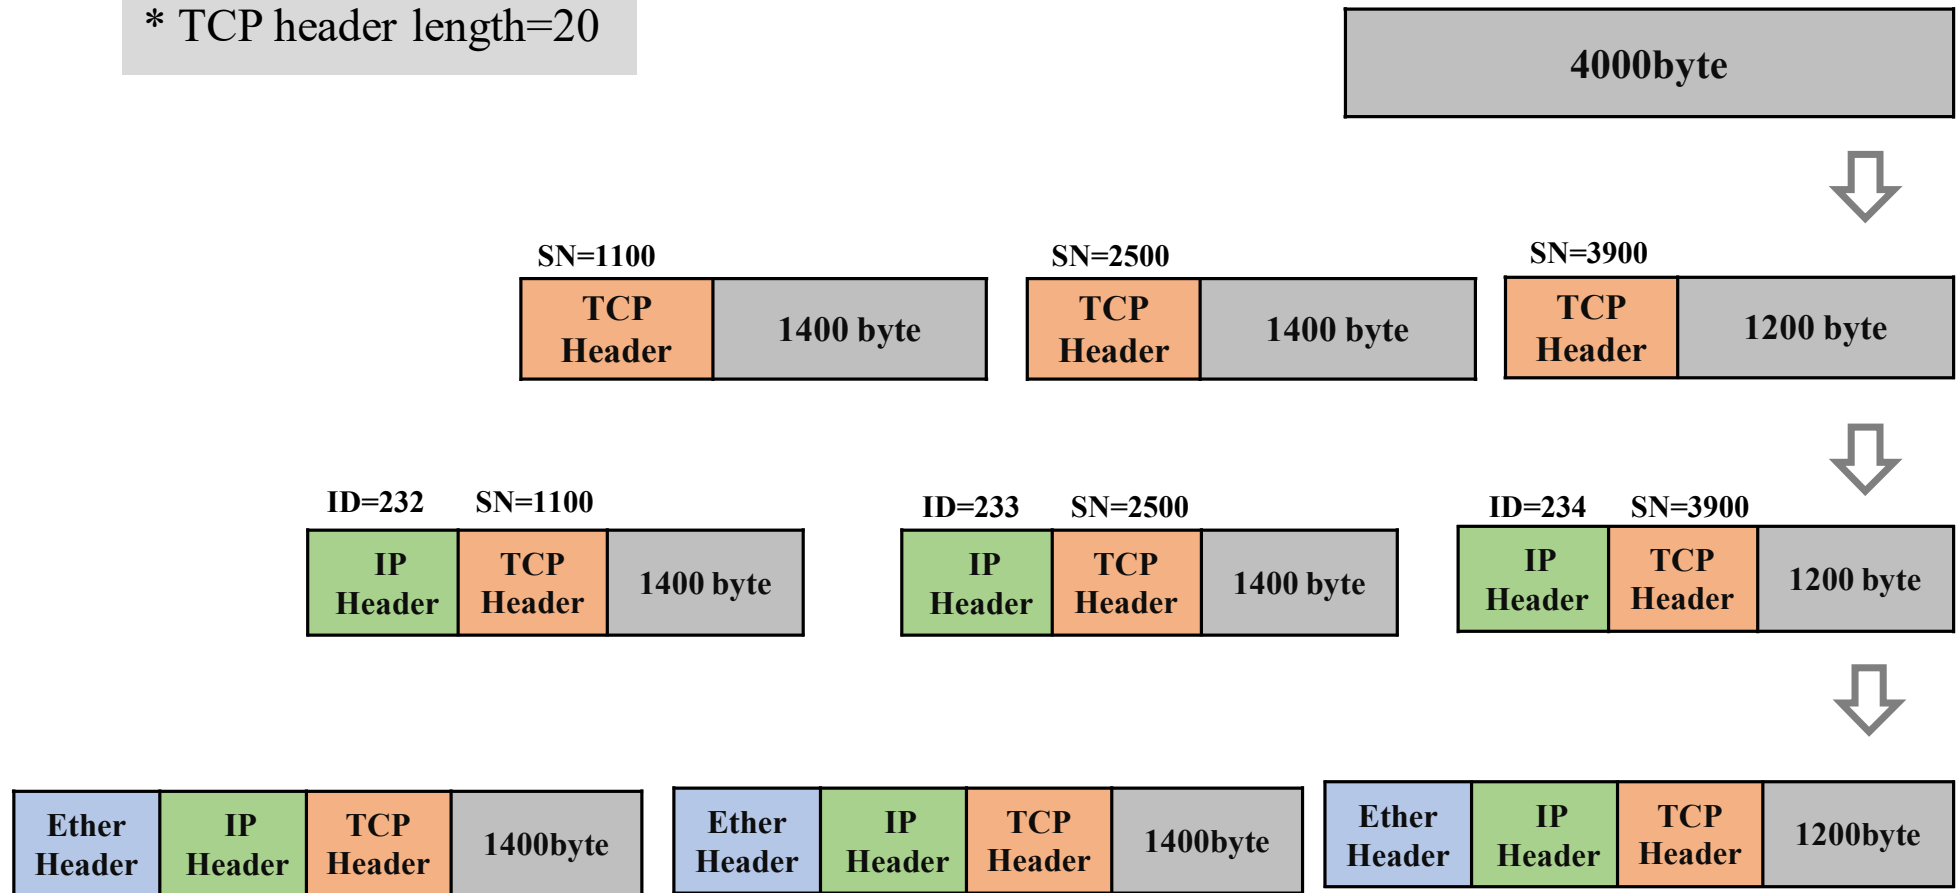 * TCP header length=20
4000byte
SN=1100
SN=2500
SN=3900
TCP
Header
1400 byte
TCP
Header
1400 byte
TCP
Header
1200 byte
ID=232
SN=1100
ID=233
SN=2500
ID=234
SN=3900
IP
Header
TCP
Header
1400 byte
IP
Header
TCP
Header
1400 byte
IP
Header
TCP
Header
1200 byte
Ether
Header
IP
Header
TCP
Header
1400byte
Ether
Header
IP
Header
TCP
Header
1400byte
Ether
Header
IP
Header
TCP
Header
1200byte